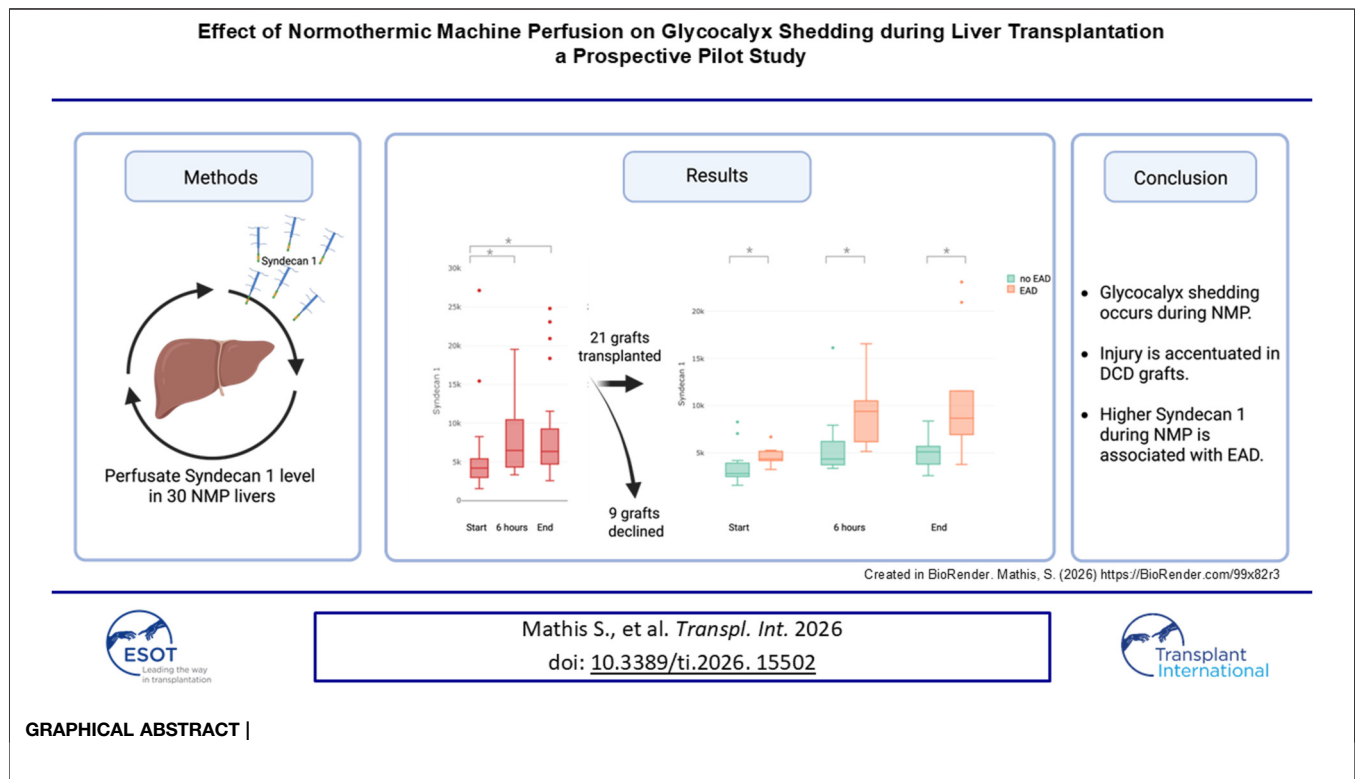 Effect of Normothermic Machine Perfusion on Glycocalyx Shedding during Liver Transplantation
a Prospective Pilot Study
Methods
Syndecan 1
Perfusate Syndecan 1 level
in 30 NMP livers
Results
*
*
30k
25k
20k
15k
10k
5k
0
Syndecan 1
Start
6 hours
End
21 grafts
transplanted
9 grafts
declined
*
*
*
no EAD
EAD
20k
15k
10k
5k
Syndecan 1
Start
6 hours
End
Conclusion
• Glycocalyx shedding
occurs during NMP.
• Injury is accentuated in
DCD grafts.
• Higher Syndecan 1
during NMP is
associated with EAD.
Created in BioRender. Mathis, S. (2026) https://BioRender.com/99x82r3
ESOT
Leading the way
in transplantation
Mathis S., et al. Transpl. Int. 2026
doi: 10.3389/ti.2026. 15502
Transplant
International
GRAPHICAL ABSTRACT |